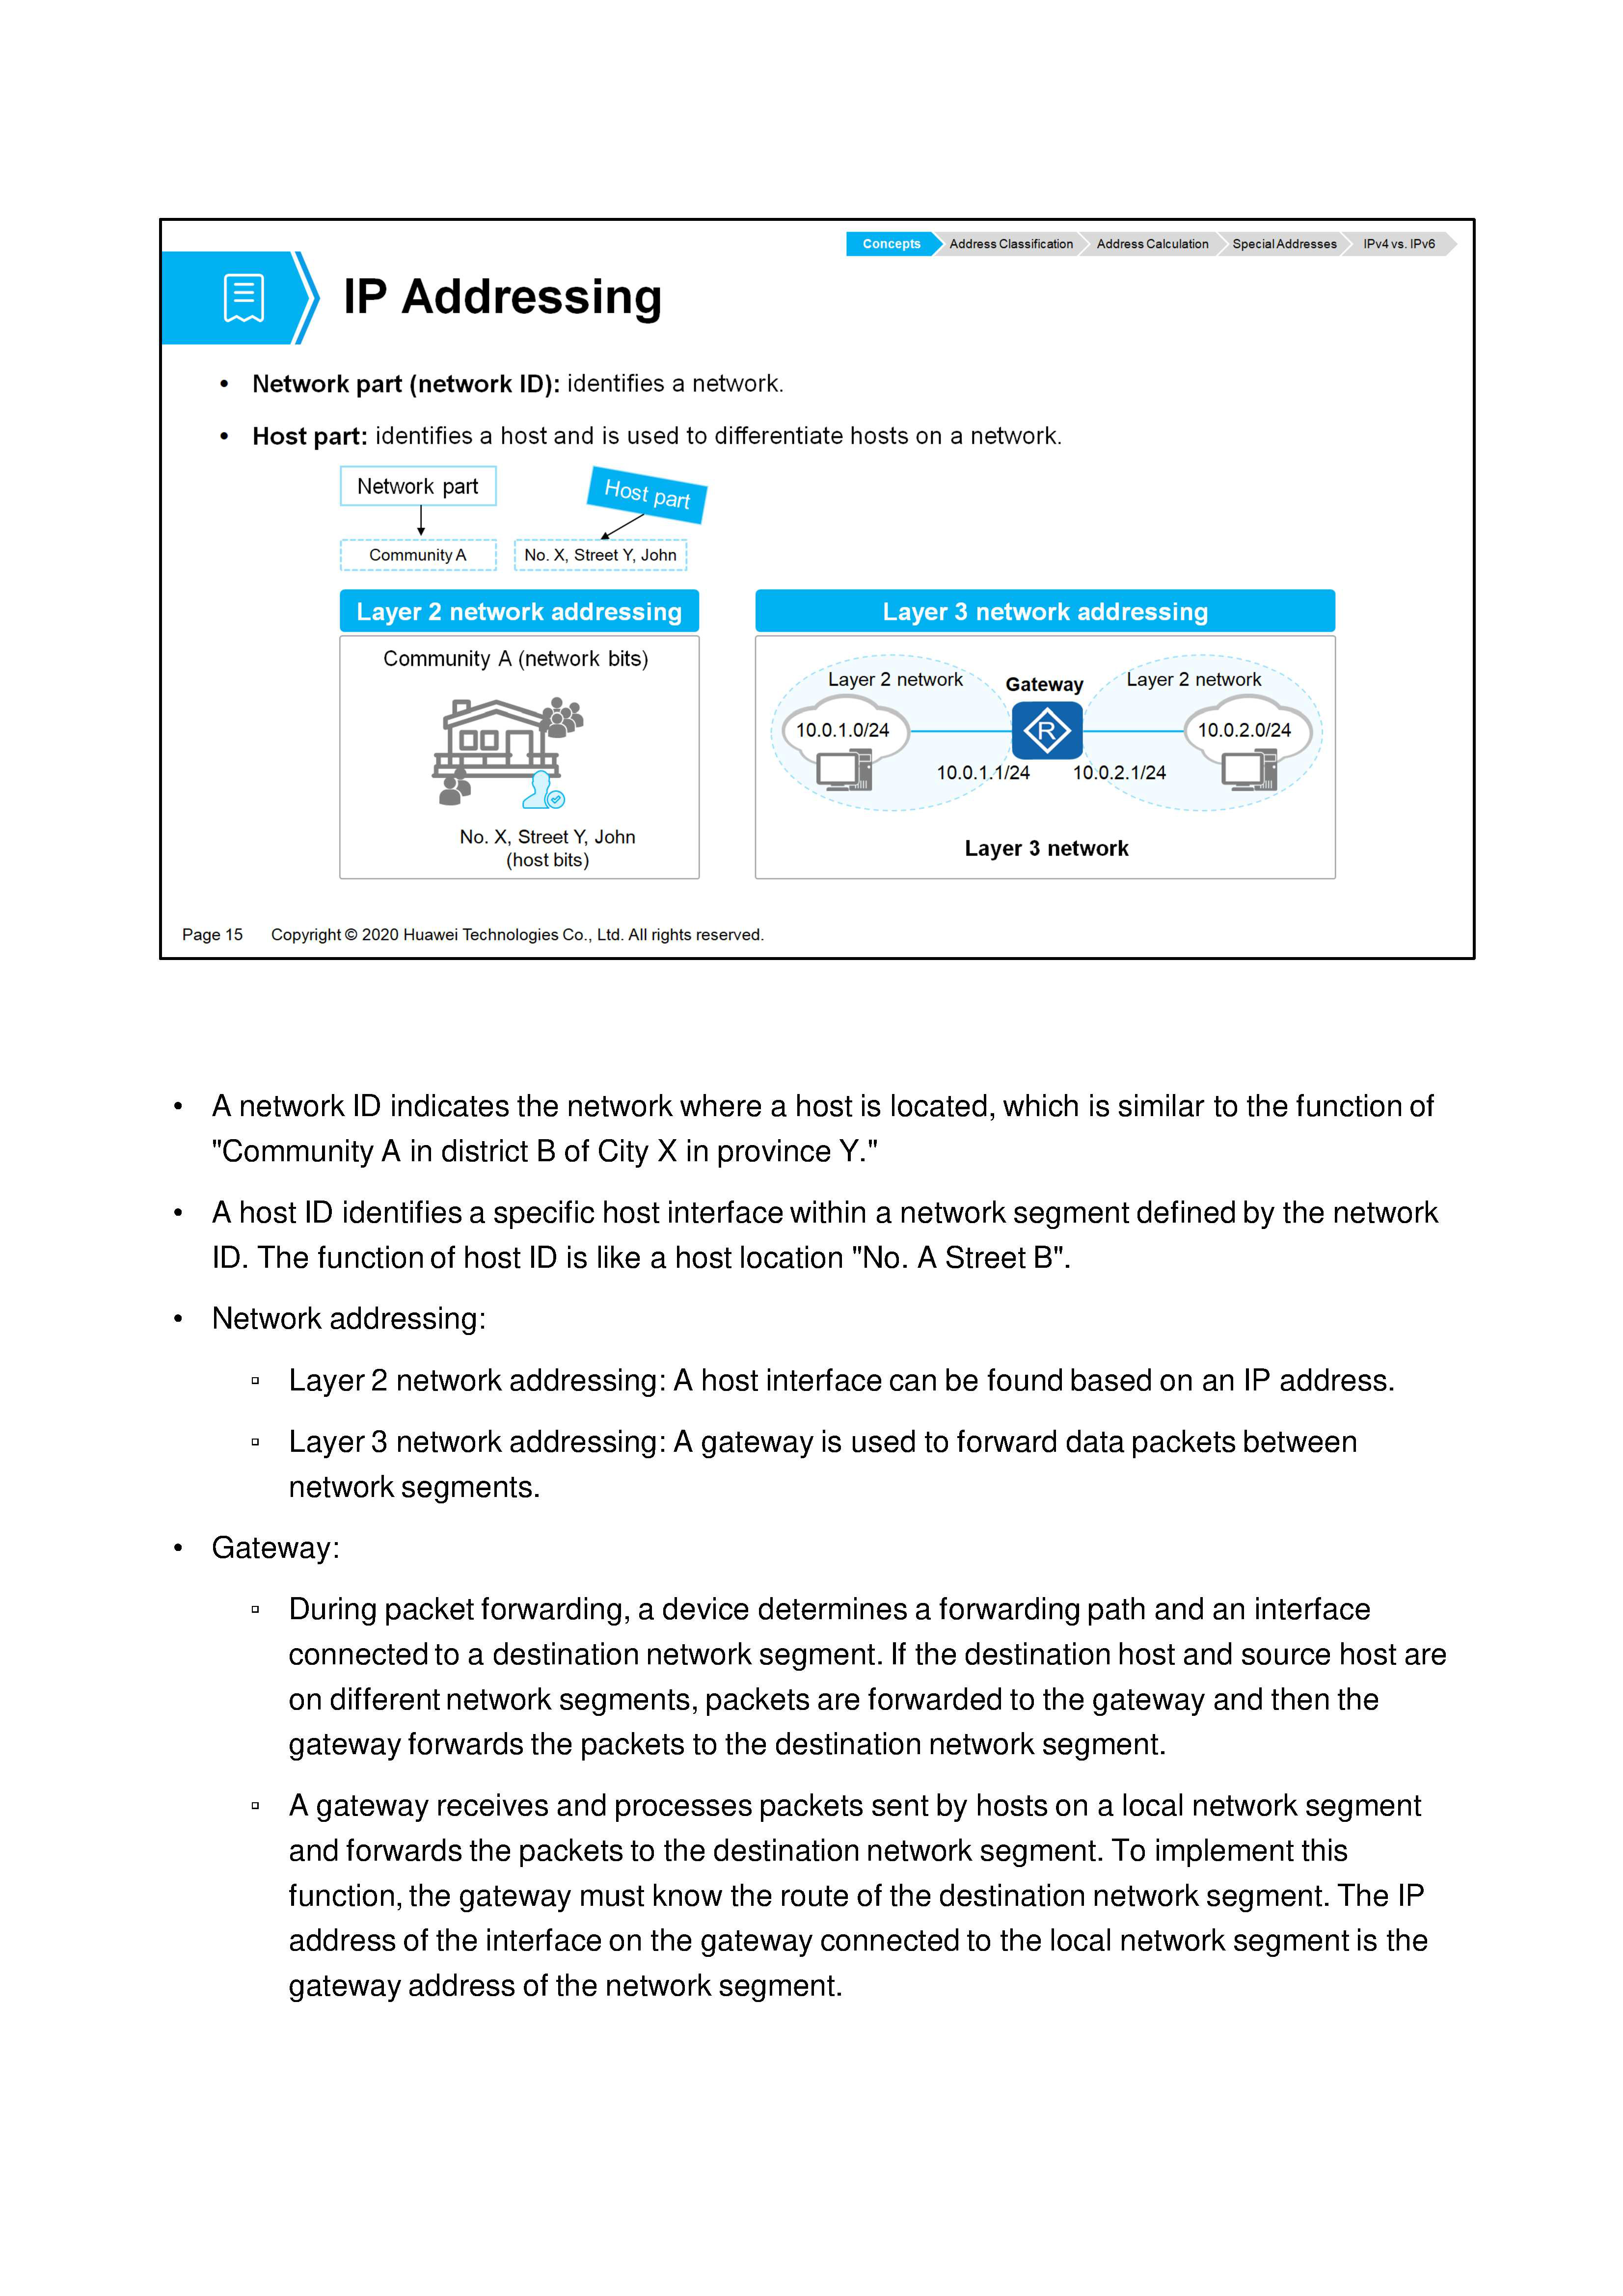 Concepts
Address Classification
Address Calculation
Special Addresses
IPv4 vs. IPv6
IP Addressing
• Network part (network ID): identifies a network.
• Host part: identifies a host and is used to differentiate hosts on a network.
Network part
Host part
Community A
No. X, Street Y, John
Layer 2 network addressing
Community A (network bits)
No. X, Street Y, John
(host bits)
Layer 3 network addressing
Layer 2 network
Gateway
Layer 2 network
10.0.1.0/24
R
10.0.2.0/24
10.0.1.1/24
10.0.2.1/24
Layer 3 network
Page 15 Copyright © 2020 Huawei Technologies Co., Ltd. All rights reserved.
• A network ID indicates the network where a host is located, which is similar to the function of
"Community A in district B of City X in province Y."
• A host ID identifies a specific host interface within a network segment defined by the network
ID. The function of host ID is like a host location "No. A Street B".
• Network addressing:
▫ Layer 2 network addressing: A host interface can be found based on an IP address.
▫ Layer 3 network addressing: A gateway is used to forward data packets between
network segments.
• Gateway:
▫ During packet forwarding, a device determines a forwarding path and an interface
connected to a destination network segment. If the destination host and source host are
on different network segments, packets are forwarded to the gateway and then the
gateway forwards the packets to the destination network segment.
▫ A gateway receives and processes packets sent by hosts on a local network segment
and forwards the packets to the destination network segment. To implement this
function, the gateway must know the route of the destination network segment. The IP
address of the interface on the gateway connected to the local network segment is the
gateway address of the network segment.